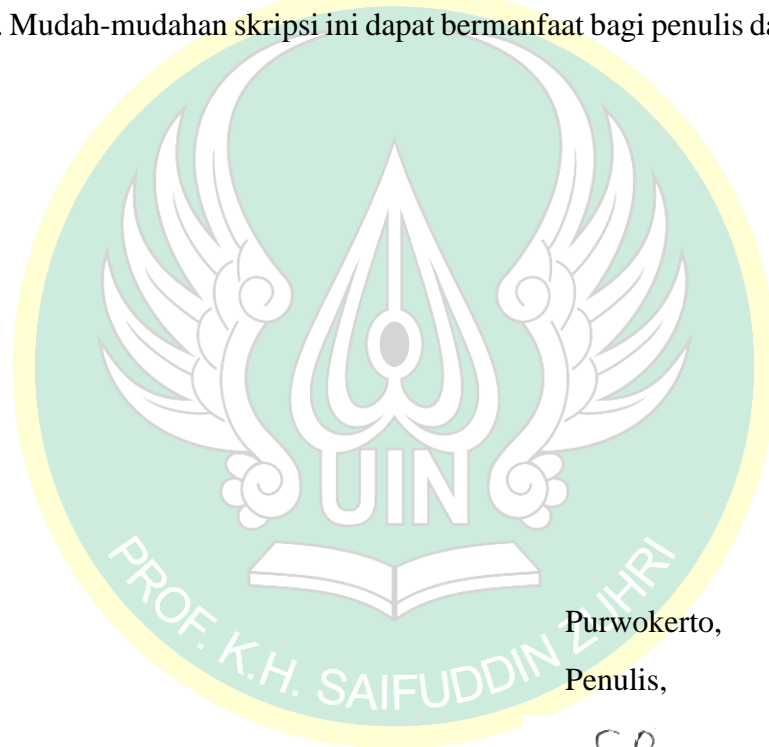 . Mudah-mudahan skripsi ini dapat bermanfaat bagi penulis da
UIN
PROF. K.H. SAIFUDDIN ZUHRI
Purwokerto,
Penulis,